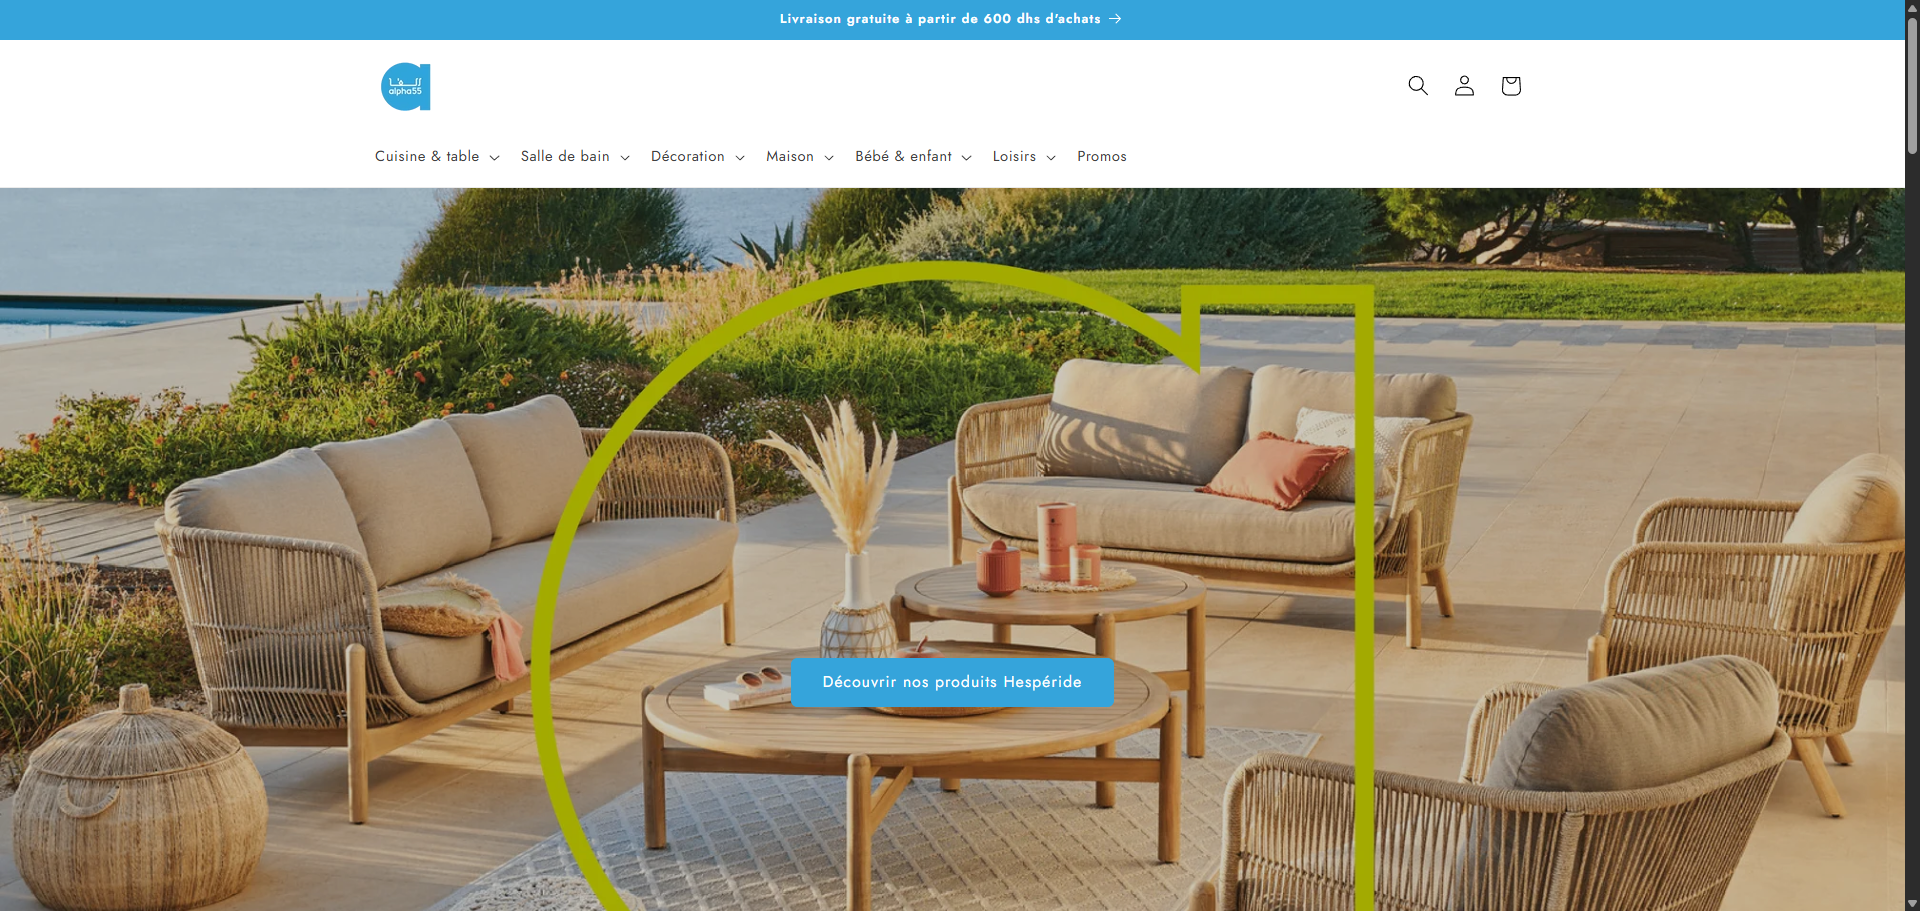 Livraison gratuite à partir de 600 dhs d'achats
ألفا
alpha55
Cuisine & table
Salle de bain
Décoration
Maison
Bébé & enfant
Loisirs
Promos
Découvrir nos produits Hespéride